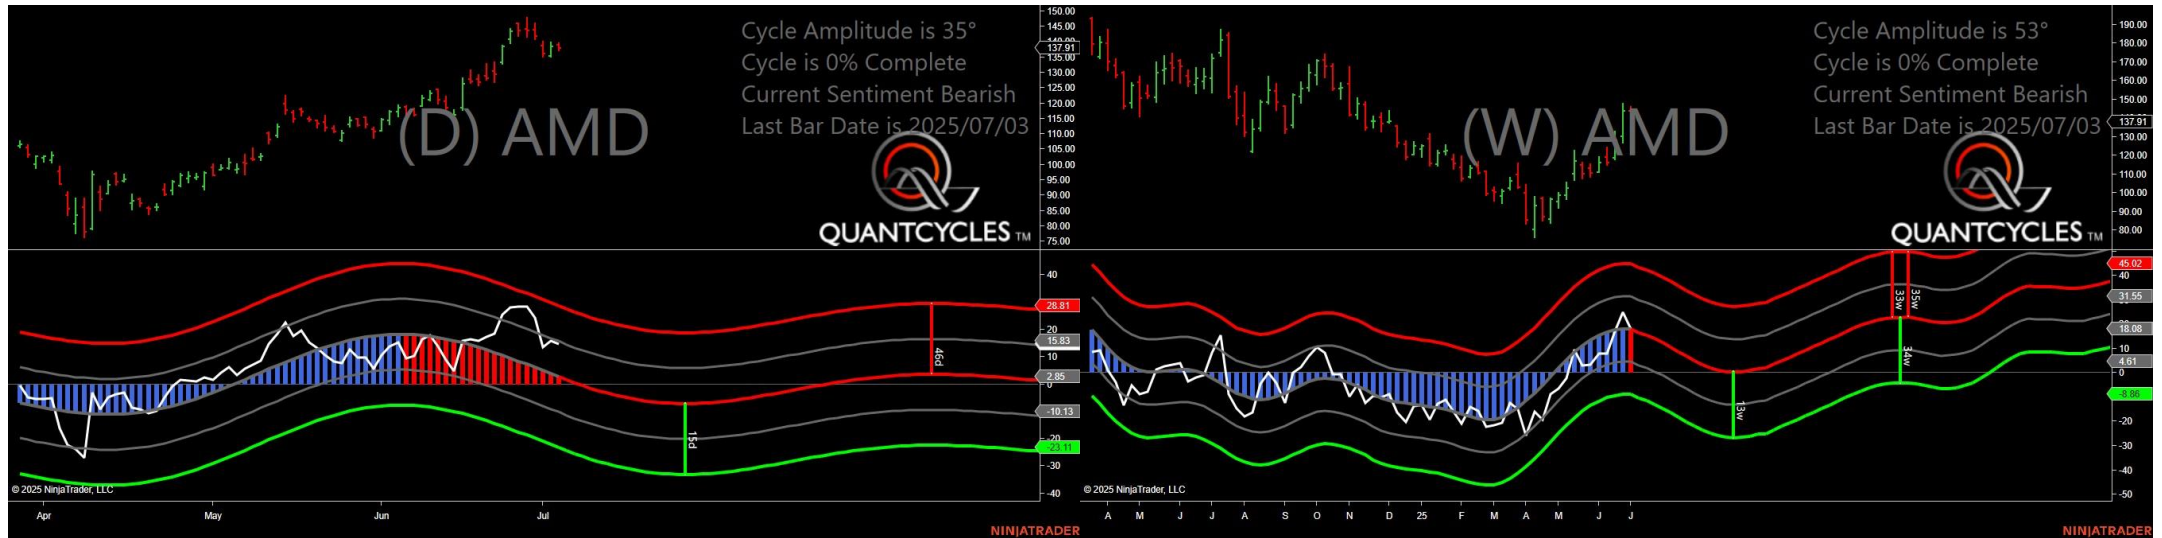 Cycle Amplitude is 35°
Cycle is 0% Complete
Current Sentiment Bearish
Last Bar Date is 2025/07/03
(D) AMD
QUANTCYCLES TM
150.00
145.00
137.91
135.00
130.00
125.00
120.00
115.00
110.00
105.00
100.00
95.00
90.00
85.00
80.00
75.00
40
28.81
20
15.83
10
2.85
0
-10.13
-23.11
-30
-40
46d
15d
© 2025 NinjaTrader, LLC
Apr May Jun Jul
NINJATRADER
Cycle Amplitude is 53°
Cycle is 0% Complete
Current Sentiment Bearish
Last Bar Date is 2025/07/03
(W) AMD
QUANTCYCLES TM
190.00
180.00
170.00
160.00
150.00
137.91
130.00
120.00
110.00
100.00
90.00
80.00
45.02
40
31.55
18.08
10
4.61
0
-8.86
-20
-30
-40
-50
33w
35w
34w
13w
© 2025 NinjaTrader, LLC
A M J J A S O N D 25 F M A M J J
NINJATRADER